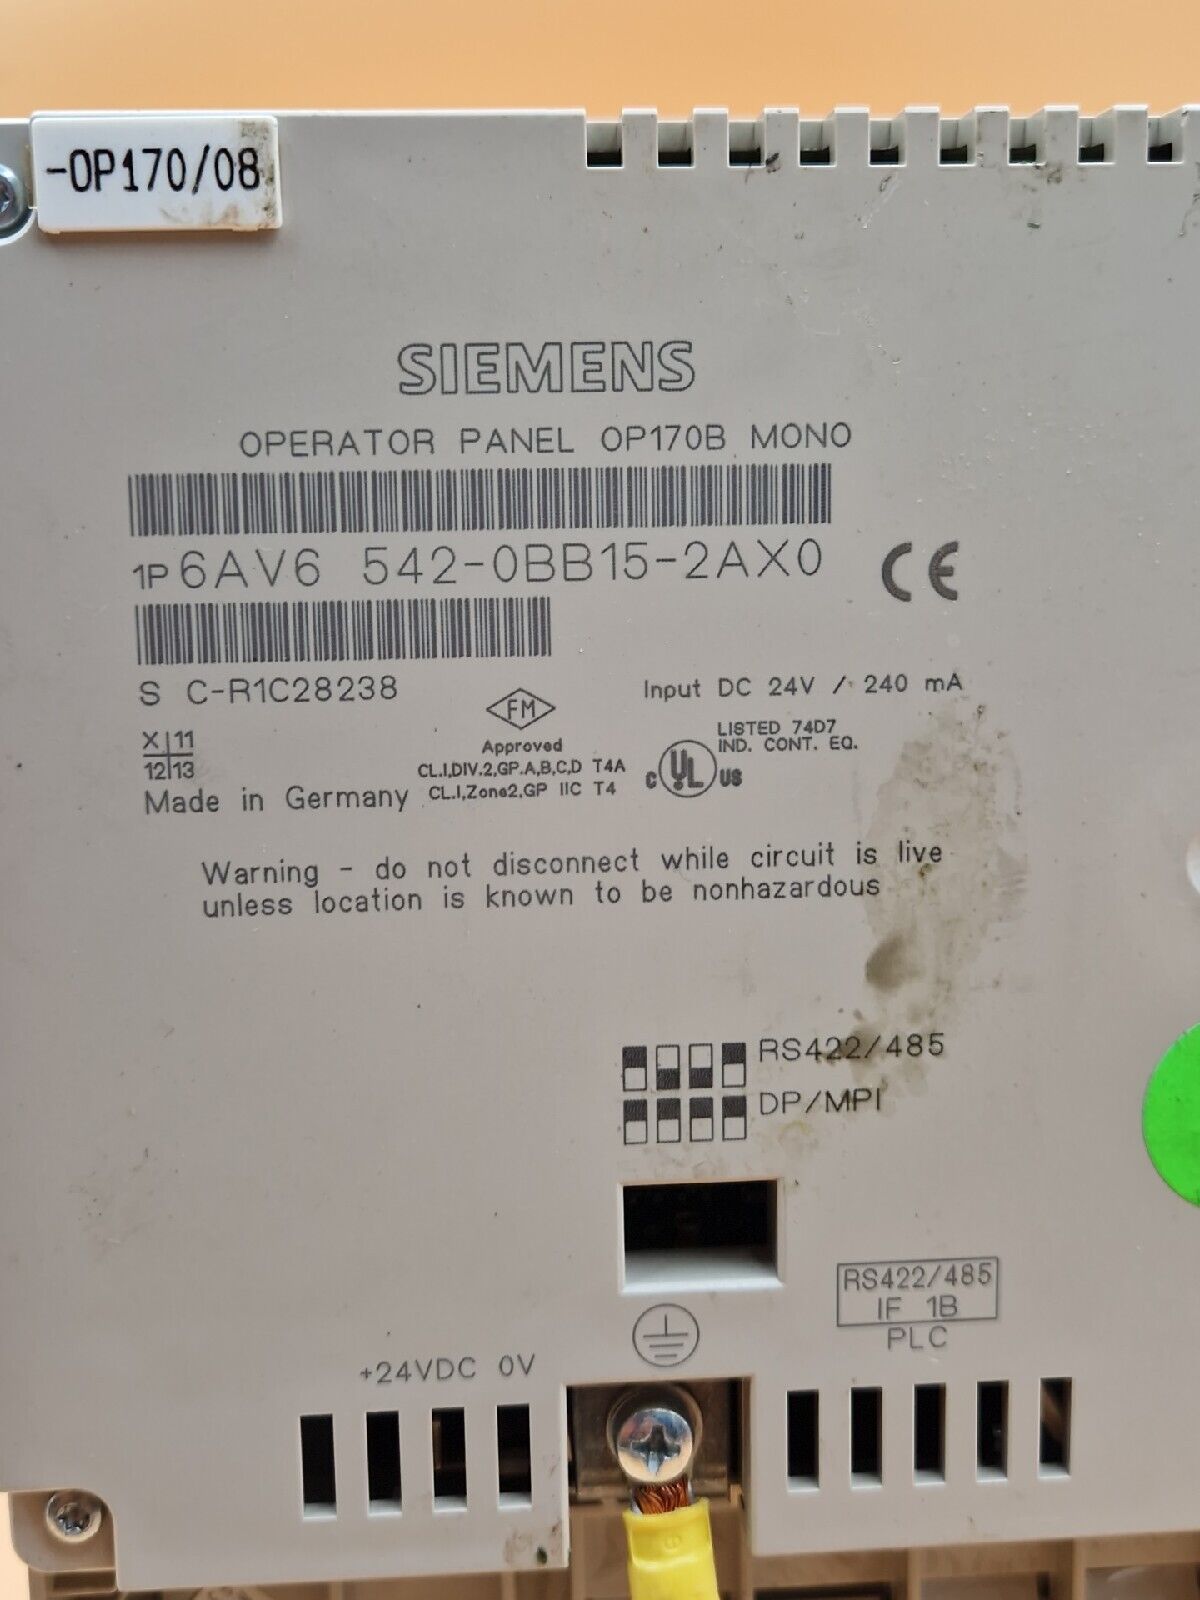 -OP170/08
SIEMENS
OPERATOR PANEL OP170B MONO
1P 6AV6 542-0BB15-2AX0
CE
S C-R1C28238
Input DC 24V / 240 mA
FM
Approved
CL.I,DIV.2,GP.A,B,C,D T4A
CL.I,Zone2,GP IIC T4
LISTED 74D7
IND. CONT. EQ.
C UL US
X 11
12 13
Made in Germany
Warning - do not disconnect while circuit is live
unless location is known to be nonhazardous
RS422/485
DP/MPI
RS422/485
IF 1B
PLC
+24VDC 0V